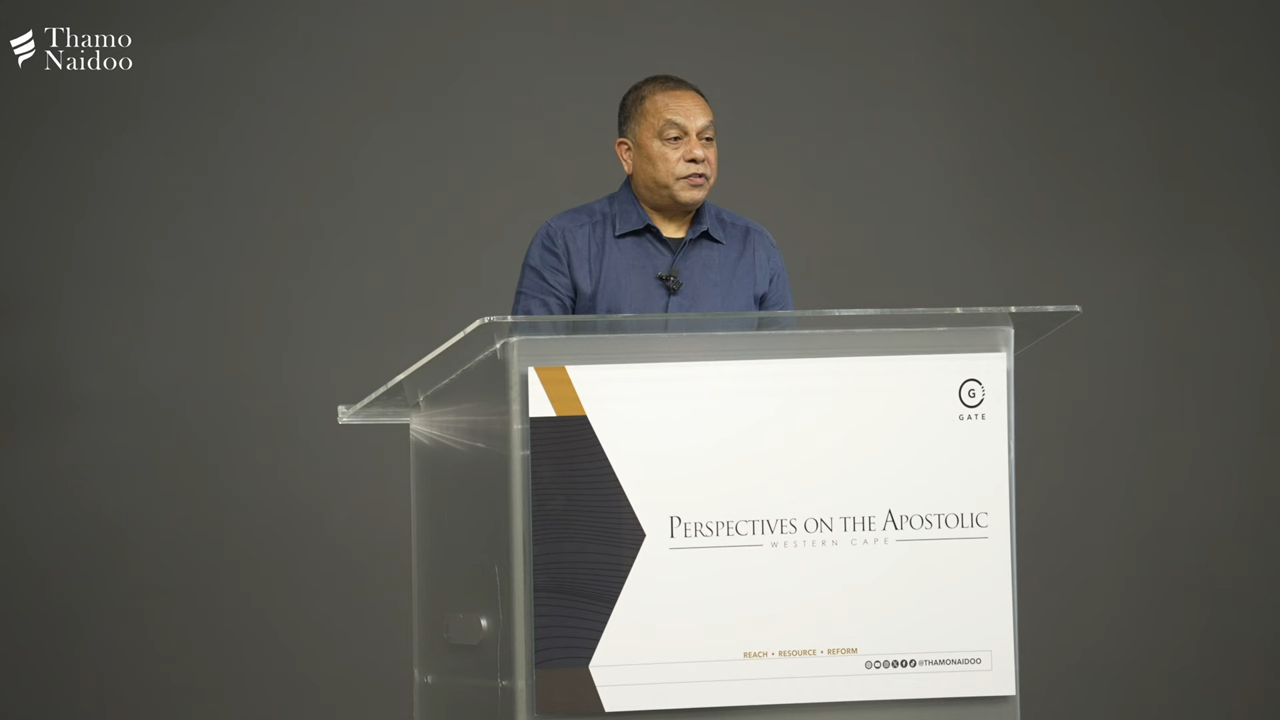 Thamo
Naidoo
G
GATE
PERSPECTIVES ON THE APOSTOLIC
WESTERN CAPE
REACH • RESOURCE • REFORM
@THAMONAIDOO